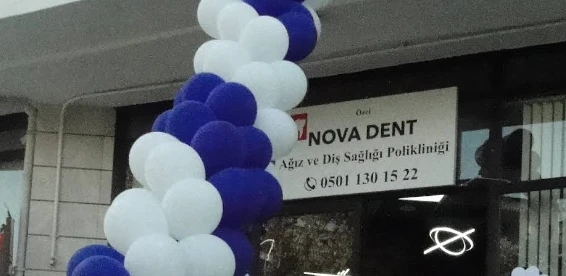 Özel
NOVA DENT
Ağız ve Diş Sağlığı Polikliniği
0501 130 15 22